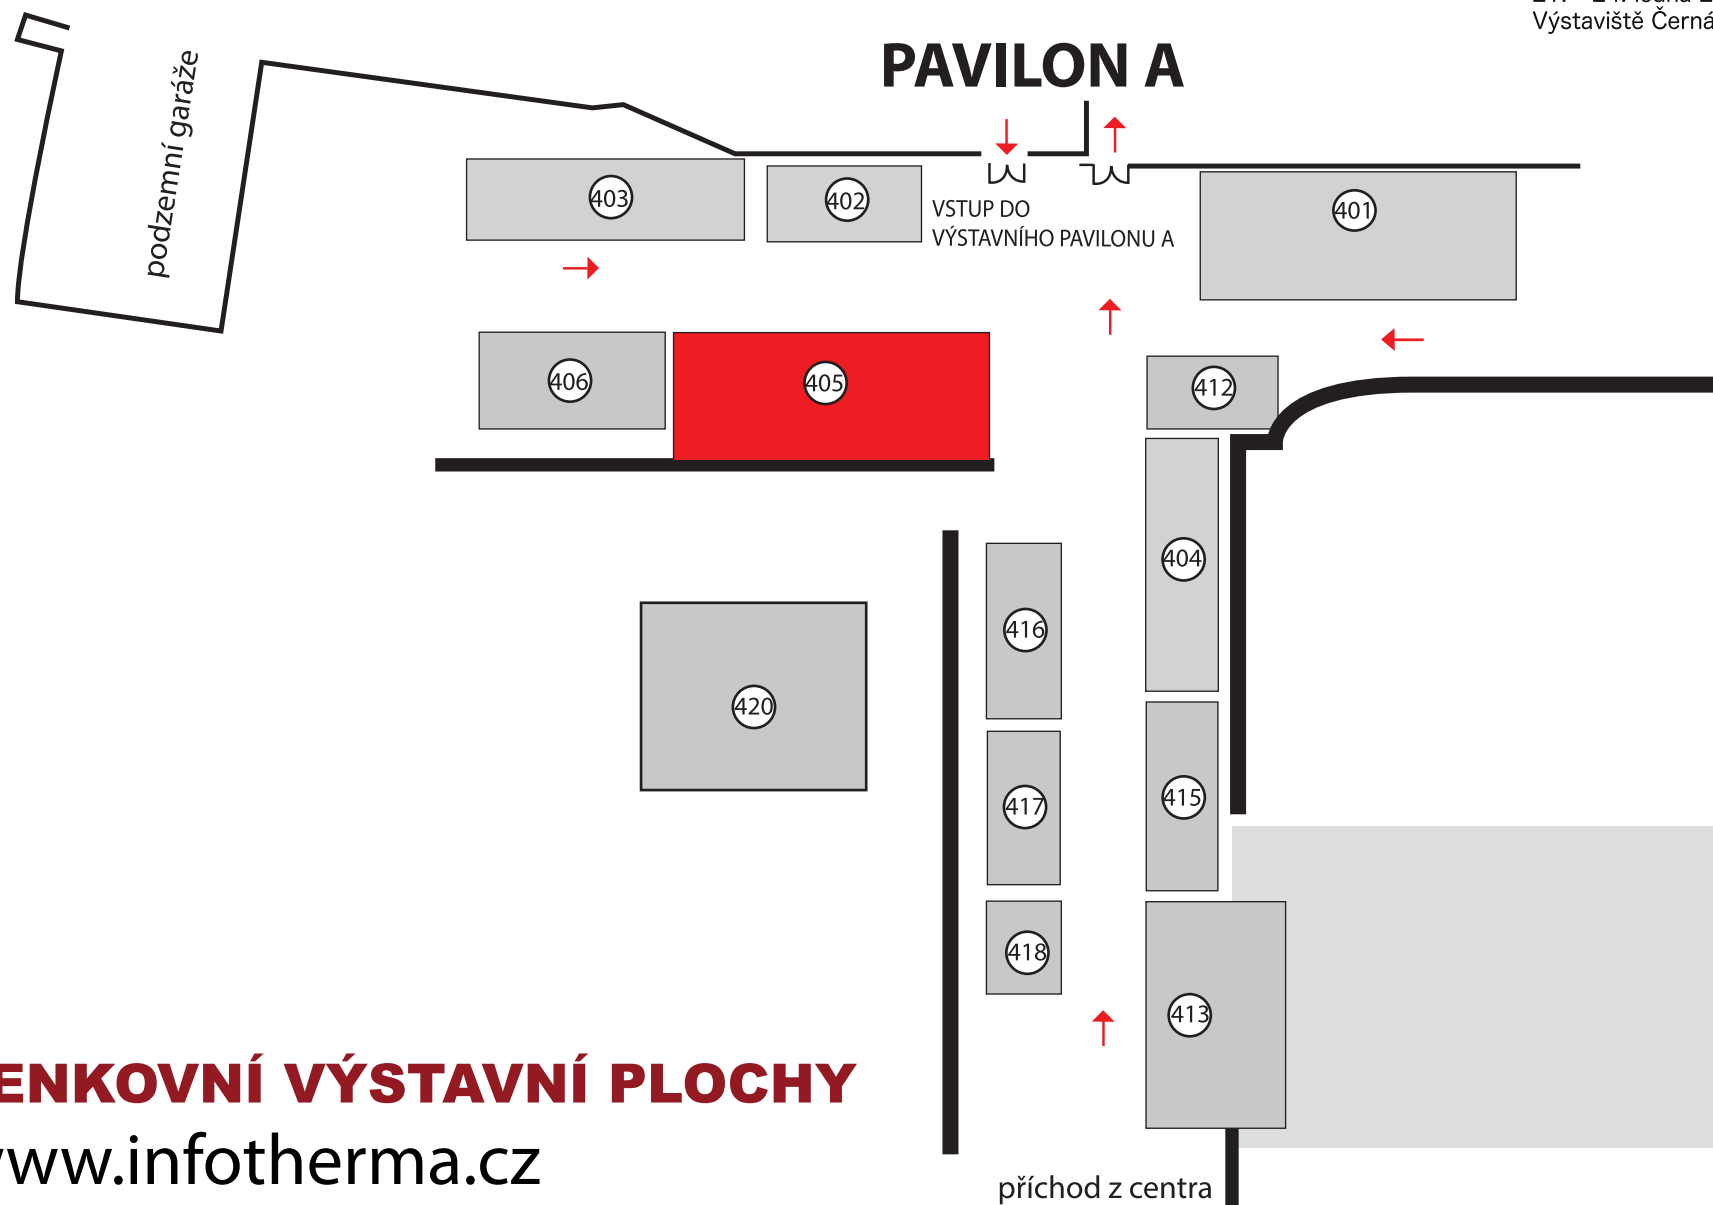 Výstaviště Černá
PAVILON A
podzemní garáže
403
402
401
VSTUP DO
VÝSTAVNÍHO PAVILONU A
406
405
412
404
416
420
417
415
418
413
ENKOVNÍ VÝSTAVNÍ PLOCHY
www.infotherma.cz
příchod z centra